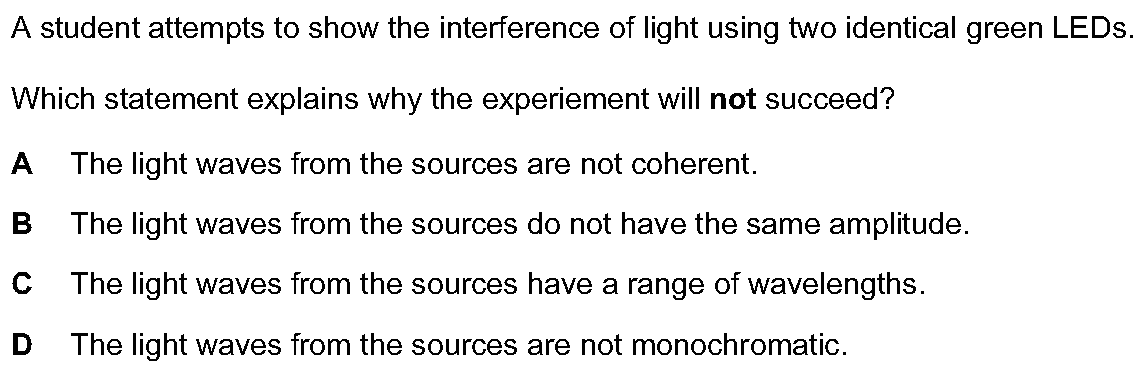 A student attempts to show the interference of light using two identical green LEDs.
Which statement explains why the experiement will not succeed?
A The light waves from the sources are not coherent.
B The light waves from the sources do not have the same amplitude.
C The light waves from the sources have a range of wavelengths.
D The light waves from the sources are not monochromatic.